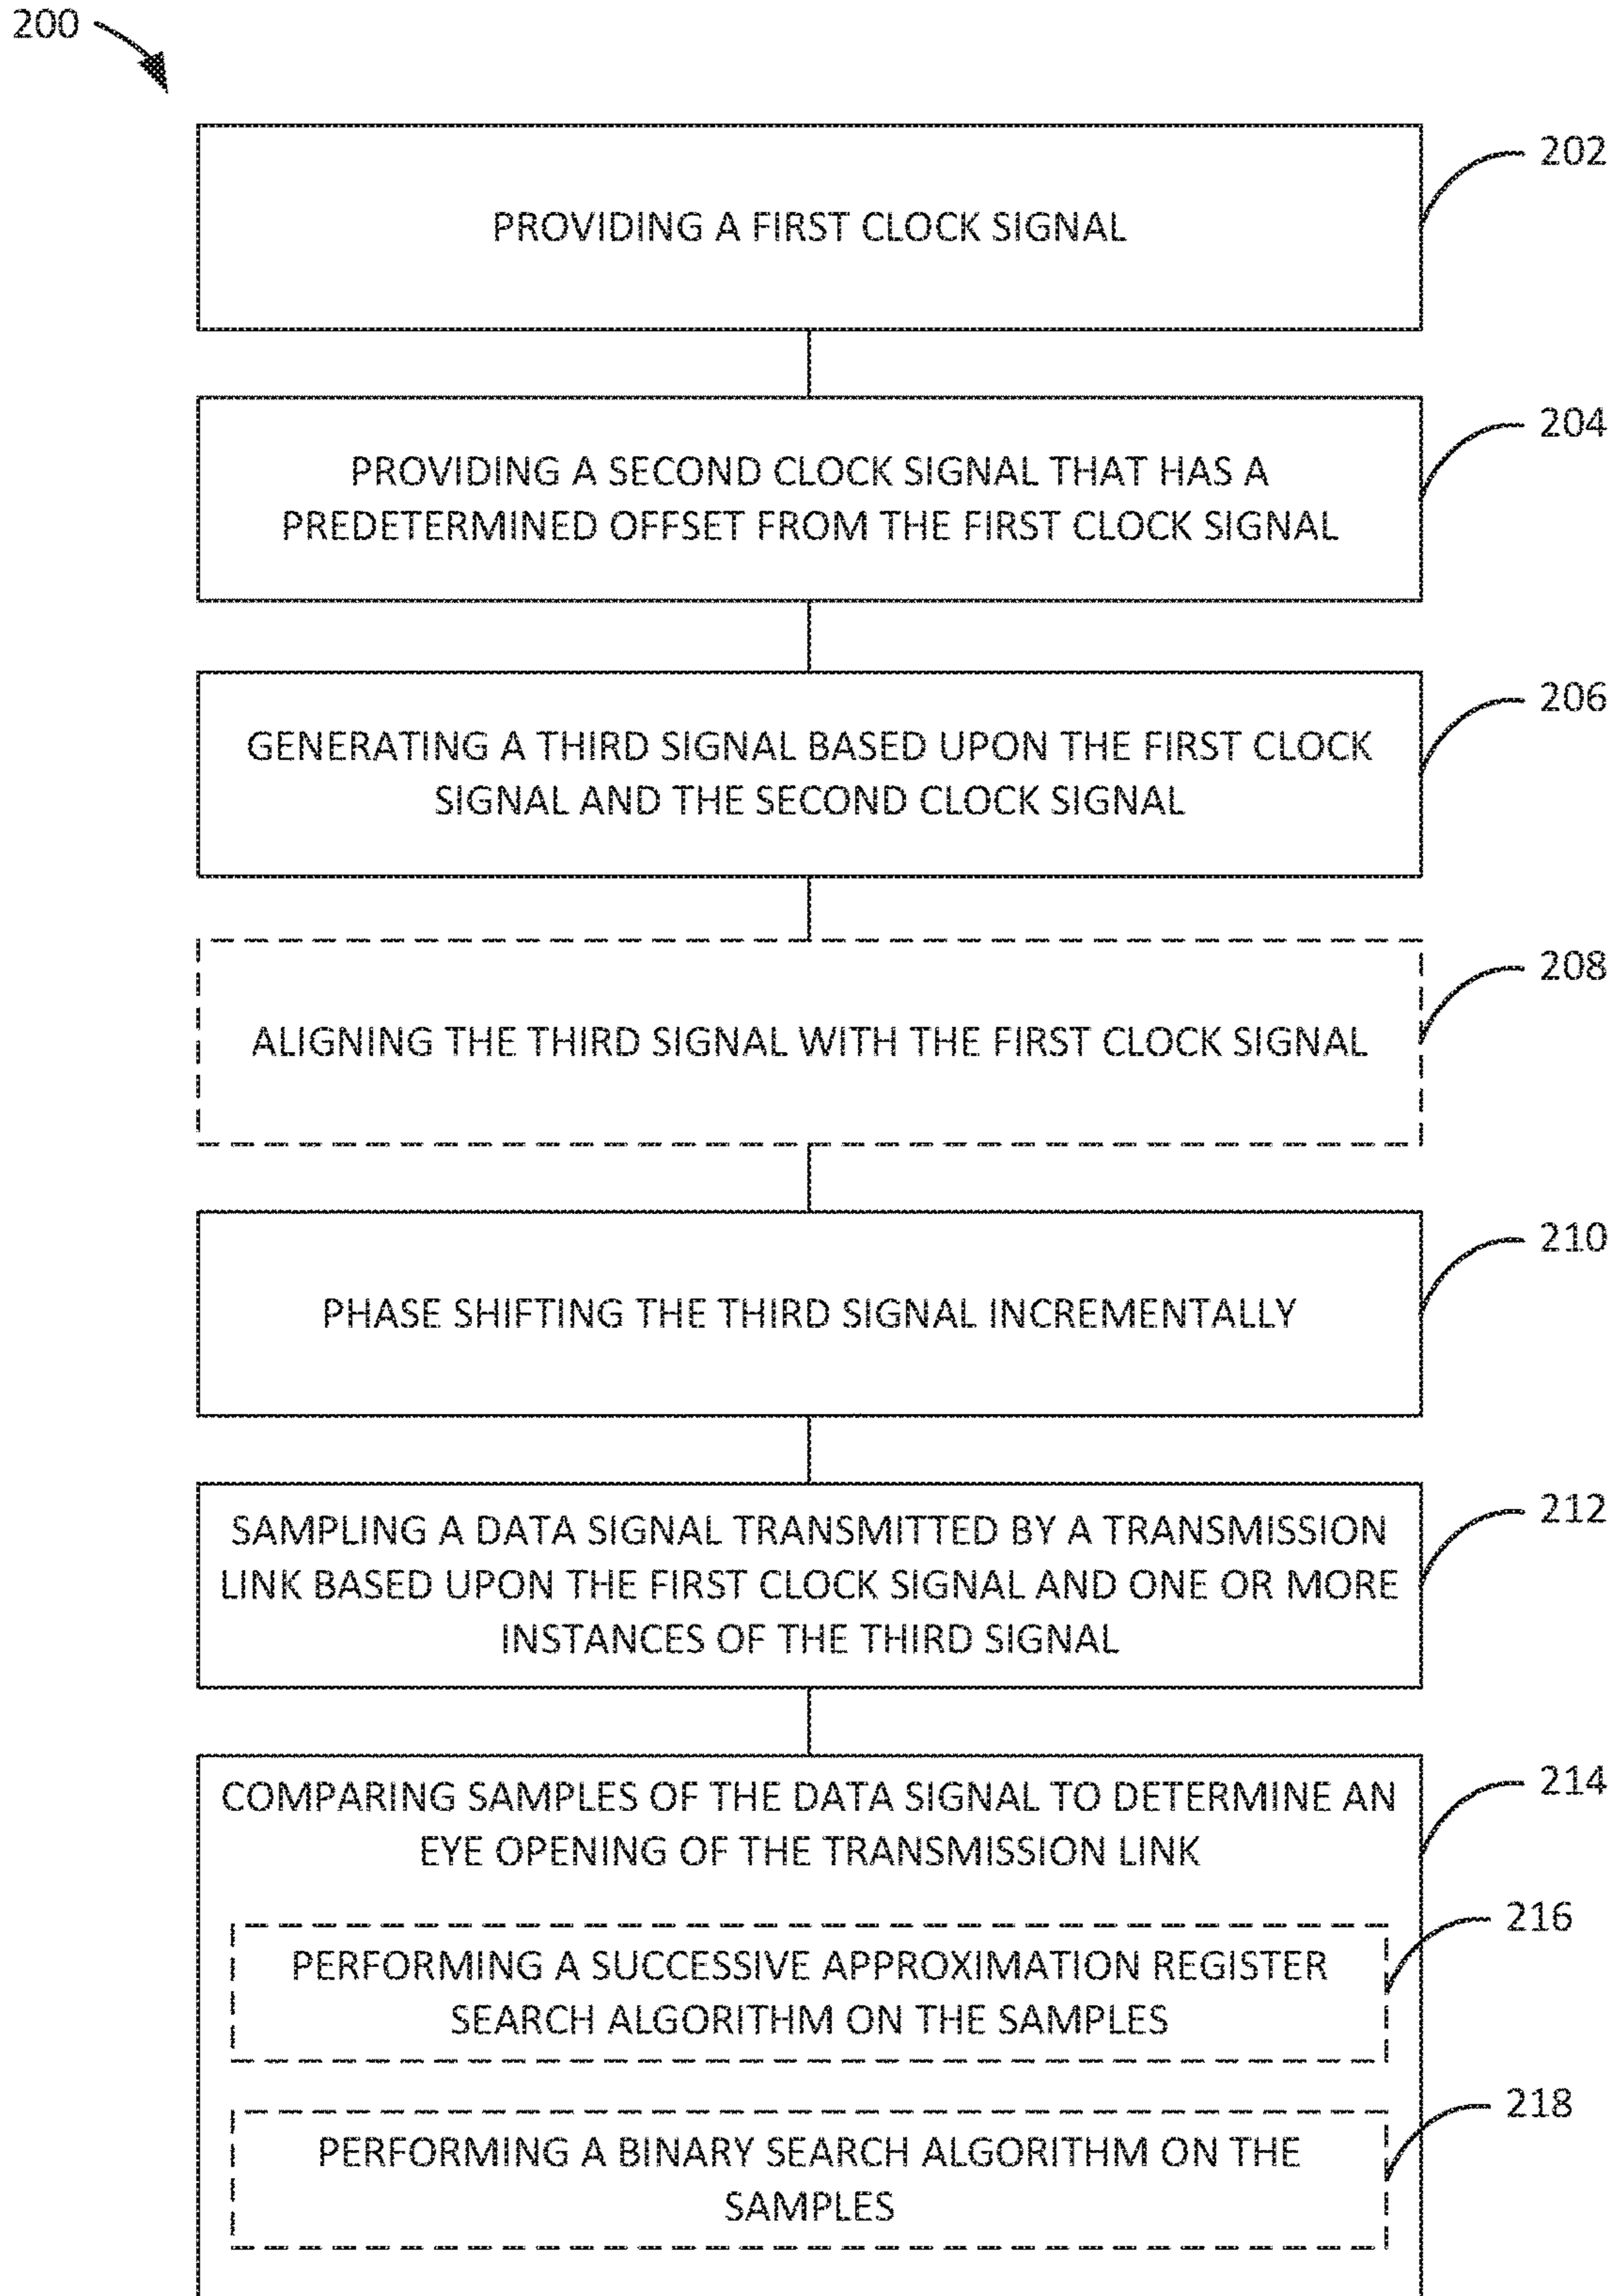 200
202
PROVIDING A FIRST CLOCK SIGNAL
204
PROVIDING A SECOND CLOCK SIGNAL THAT HAS A
PREDETERMINED OFFSET FROM THE FIRST CLOCK SIGNAL
206
GENERATING A THIRD SIGNAL BASED UPON THE FIRST CLOCK
SIGNAL AND THE SECOND CLOCK SIGNAL
208
ALIGNING THE THIRD SIGNAL WITH THE FIRST CLOCK SIGNAL
210
PHASE SHIFTING THE THIRD SIGNAL INCREMENTALLY
212
SAMPLING A DATA SIGNAL TRANSMITTED BY A TRANSMISSION
LINK BASED UPON THE FIRST CLOCK SIGNAL AND ONE OR MORE
INSTANCES OF THE THIRD SIGNAL
214
COMPARING SAMPLES OF THE DATA SIGNAL TO DETERMINE AN
EYE OPENING OF THE TRANSMISSION LINK
216
PERFORMING A SUCCESSIVE APPROXIMATION REGISTER
SEARCH ALGORITHM ON THE SAMPLES
218
PERFORMING A BINARY SEARCH ALGORITHM ON THE
SAMPLES